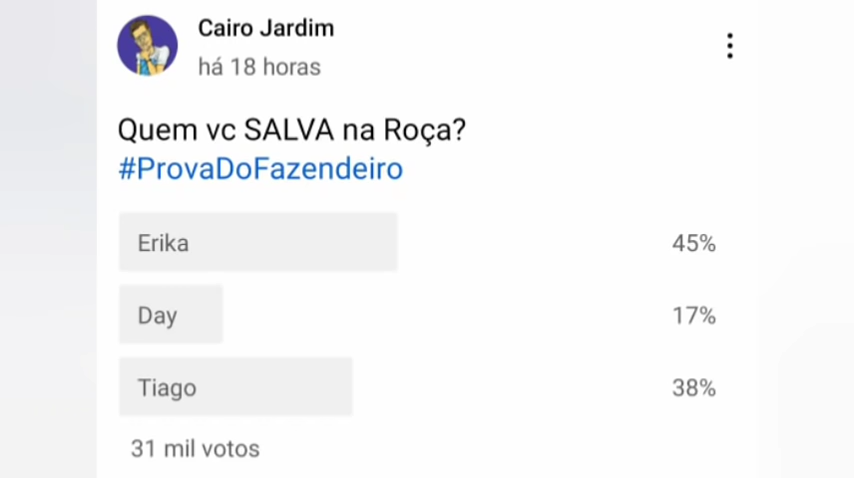 Cairo Jardim
há 18 horas
Quem vc SALVA na Roça?
#ProvaDoFazendeiro
Erika 45%
Day 17%
Tiago 38%
31 mil votos